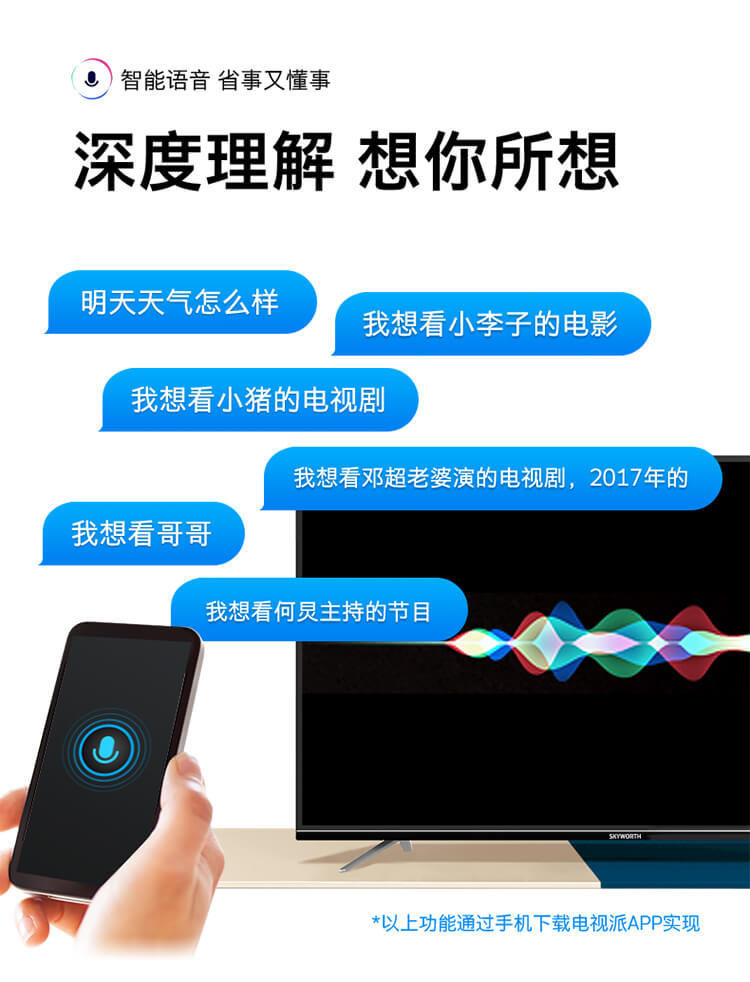 智能语音 省事又懂事
深度理解 想你所想
明天天气怎么样
我想看小李子的电影
我想看小猪的电视剧
我想看邓超老婆演的电视剧，2017年的
我想看哥哥
我想看何炅主持的节目
SKYWORTH
*以上功能通过手机下载电视派APP实现